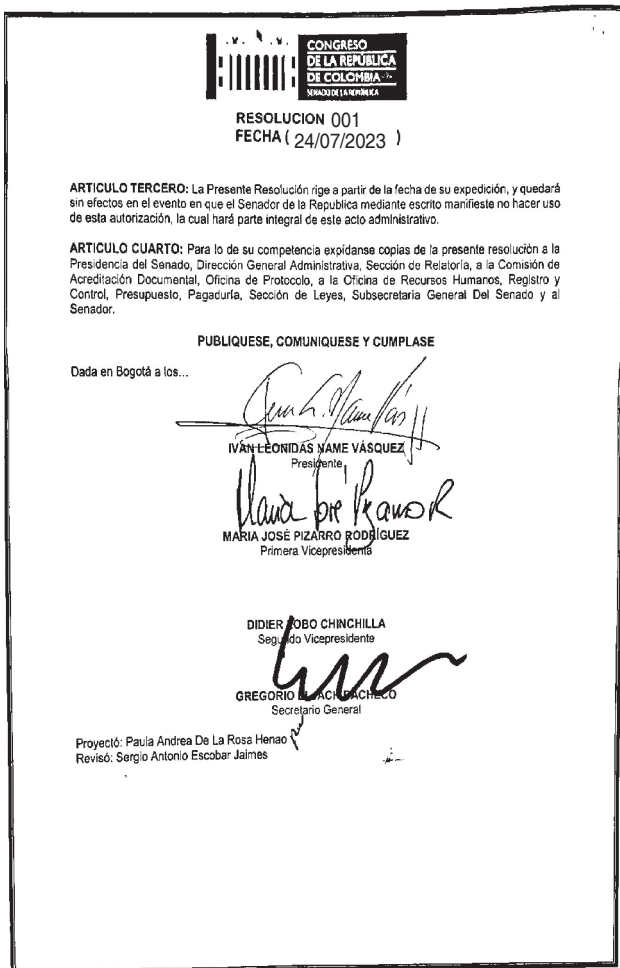 CONGRESO
DE LA REPÚBLICA
DE COLOMBIA
SENADO DE LA REPÚBLICA
RESOLUCION 001
FECHA ( 24/07/2023 )
ARTICULO TERCERO: La Presente Resolución rige a partir de la fecha de su expedición, y quedará
sin efectos en el evento en que el Senador de la Republica mediante escrito manifieste no hacer uso
de esta autorización, la cual hará parte integral de este acto administrativo.
ARTICULO CUARTO: Para lo de su competencia expídanse copias de la presente resolución a la
Presidencia del Senado, Dirección General Administrativa, Sección de Relatoría, a la Comisión de
Acreditación Documental, Oficina de Protocolo, a la Oficina de Recursos Humanos, Registro y
Control, Presupuesto, Pagaduría, Sección de Leyes, Subsecretaria General Del Senado y al
Senador.
PUBLIQUESE, COMUNIQUESE Y CUMPLASE
Dada en Bogotá a los...
IVÁN LEONIDAS NAME VÁSQUEZ
Presidente
Maria José Pizarro R
MARIA JOSÉ PIZARRO RODRÍGUEZ
Primera Vicepresidenta
DIDIER LOBO CHINCHILLA
Segundo Vicepresidente
GREGORIO ELJACH PACHECO
Secretario General
Proyectó: Paula Andrea De La Rosa Henao
Revisó: Sergio Antonio Escobar Jaimes